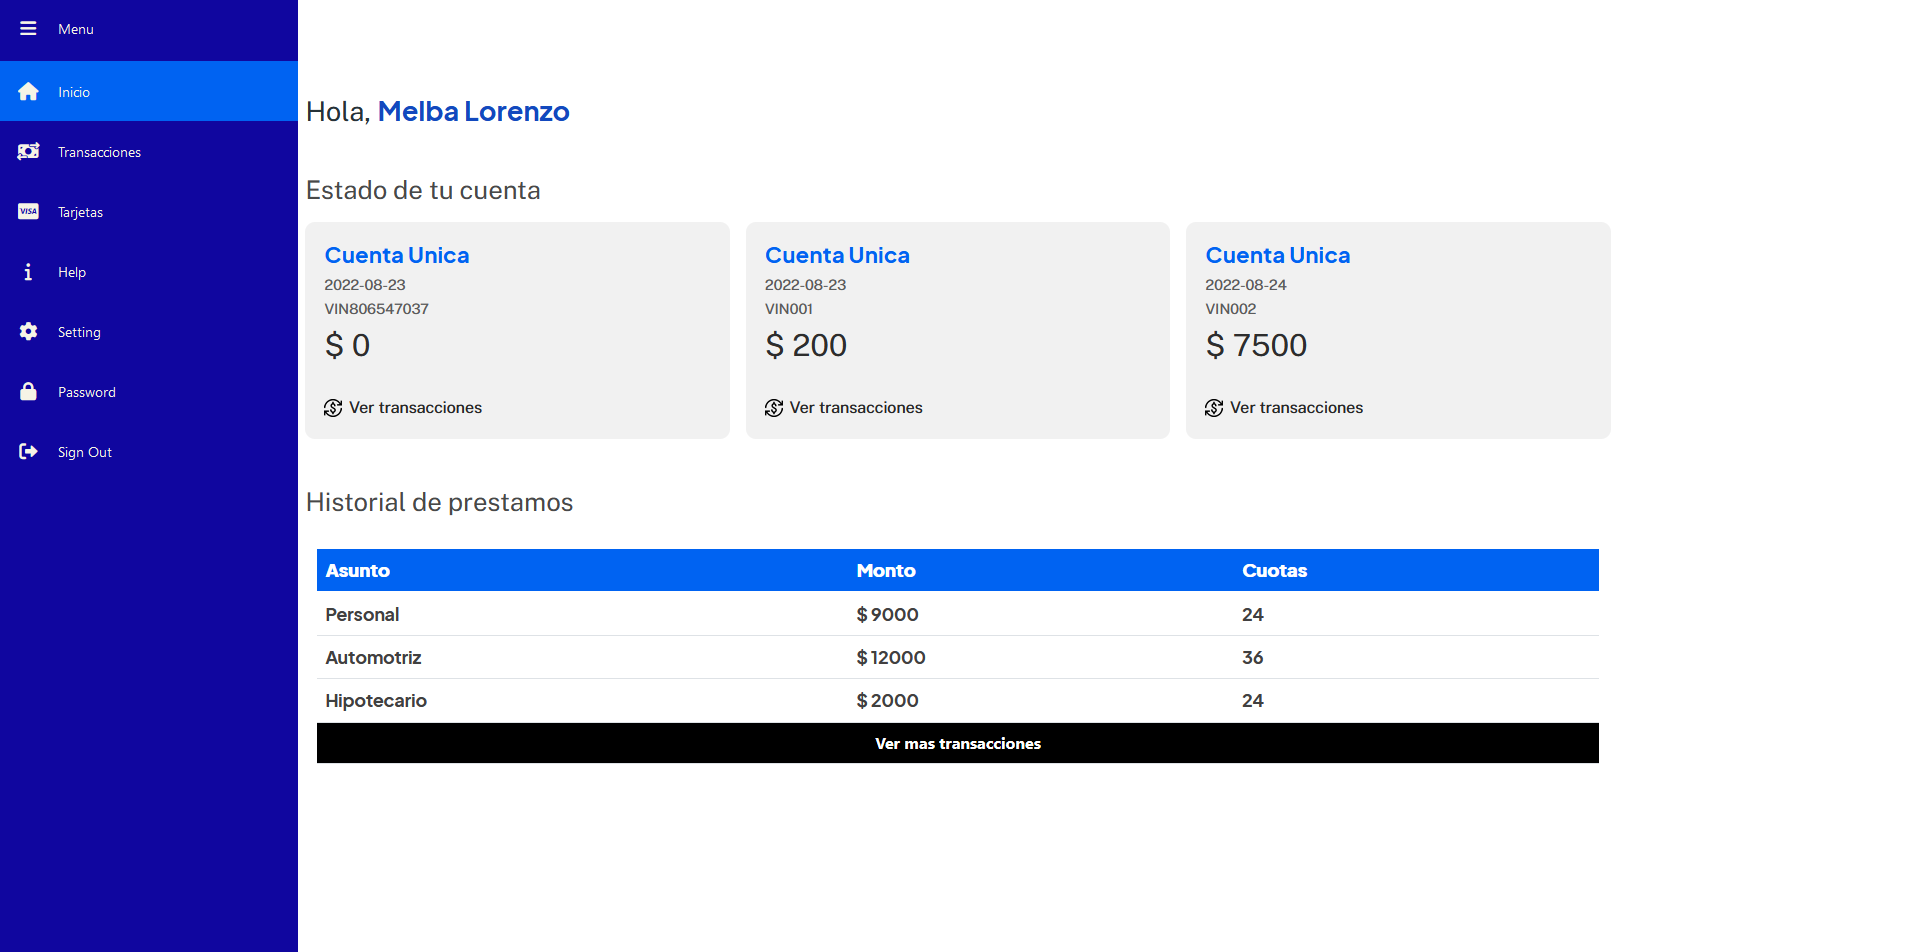 Menu
Inicio
Transacciones
VISA
Tarjetas
Help
Setting
Password
Sign Out
Hola, Melba Lorenzo
Estado de tu cuenta
Cuenta Unica
2022-08-23
VIN806547037
$ 0
Ver transacciones
Cuenta Unica
2022-08-23
VIN001
$ 200
Ver transacciones
Cuenta Unica
2022-08-24
VIN002
$ 7500
Ver transacciones
Historial de prestamos
Asunto Monto Cuotas
Personal $ 9000 24
Automotriz $ 12000 36
Hipotecario $ 2000 24
Ver mas transacciones